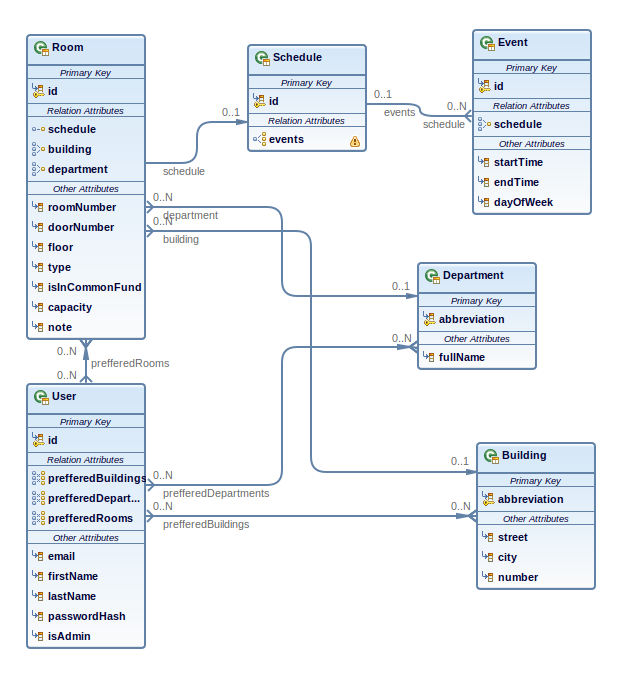 Room
Primary Key
id
Relation Attributes
schedule
building
department
Other Attributes
roomNumber
doorNumber
floor
type
isInCommonFund
capacity
note
Schedule
Primary Key
id
Relation Attributes
events
Event
Primary Key
id
Relation Attributes
schedule
Other Attributes
startTime
endTime
dayOfWeek
0..1
schedule
0..1
events
0..N
schedule
0..N
department
0..N
building
0..1
0..N
Department
Primary Key
abbreviation
Other Attributes
fullName
0..N
prefferedRooms
0..N
User
Primary Key
id
Relation Attributes
prefferedBuildings
prefferedDepart...
prefferedRooms
Other Attributes
email
firstName
lastName
passwordHash
isAdmin
0..N
prefferedDepartments
0..N
prefferedBuildings
0..1
0..N
Building
Primary Key
abbreviation
Other Attributes
street
city
number